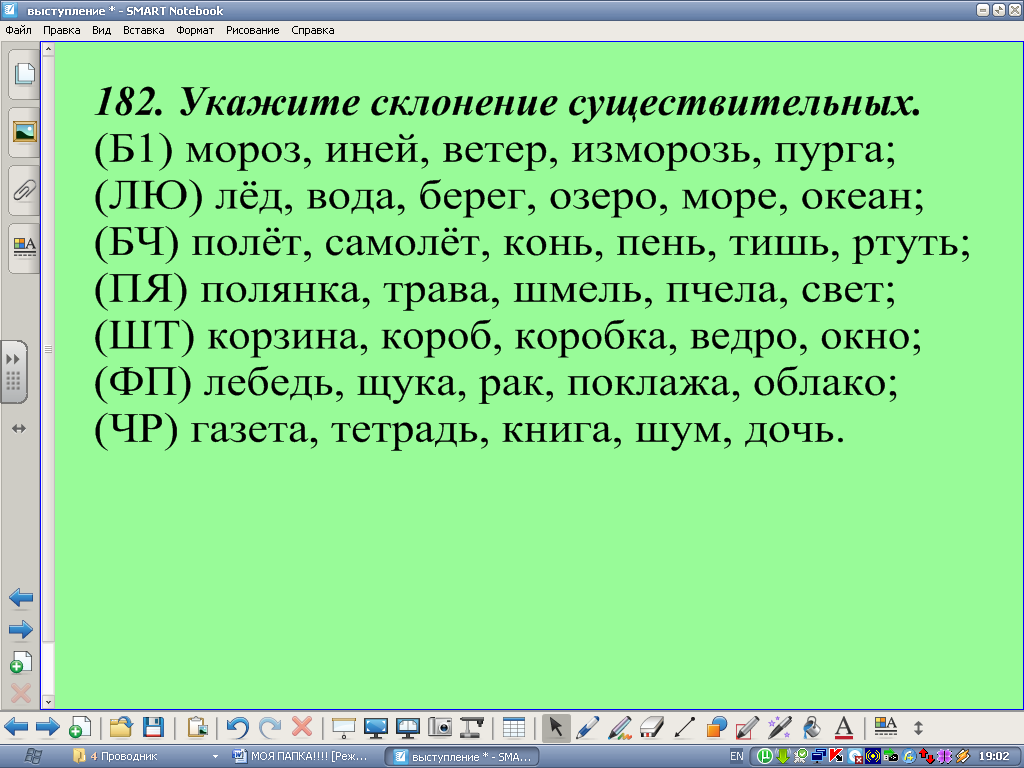 выступление * - SMART Notebook
Файл Правка Вид Вставка Формат Рисование Справка
182. Укажите склонение существительных.
(Б1) мороз, иней, ветер, изморозь, пурга;
(ЛЮ) лёд, вода, берег, озеро, море, океан;
(БЧ) полёт, самолёт, конь, пень, тишь, ртуть;
(ПЯ) полянка, трава, шмель, пчела, свет;
(ШТ) корзина, короб, коробка, ведро, окно;
(ФП) лебедь, щука, рак, поклажа, облако;
(ЧР) газета, тетрадь, книга, шум, дочь.
4 Проводник МОЯ ПАПКА!!!! [Реж... выступление * - SMA... EN 19:02